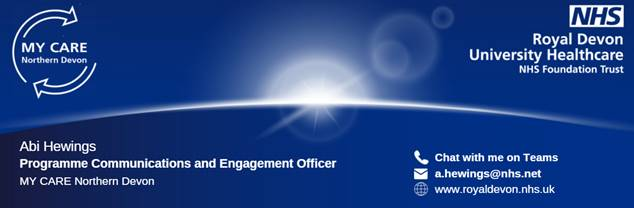 MY CARE
Northern Devon
NHS
Royal Devon
University Healthcare
NHS Foundation Trust
Abi Hewings
Programme Communications and Engagement Officer
MY CARE Northern Devon
Chat with me on Teams
a.hewings@nhs.net
www.royaldevon.nhs.uk